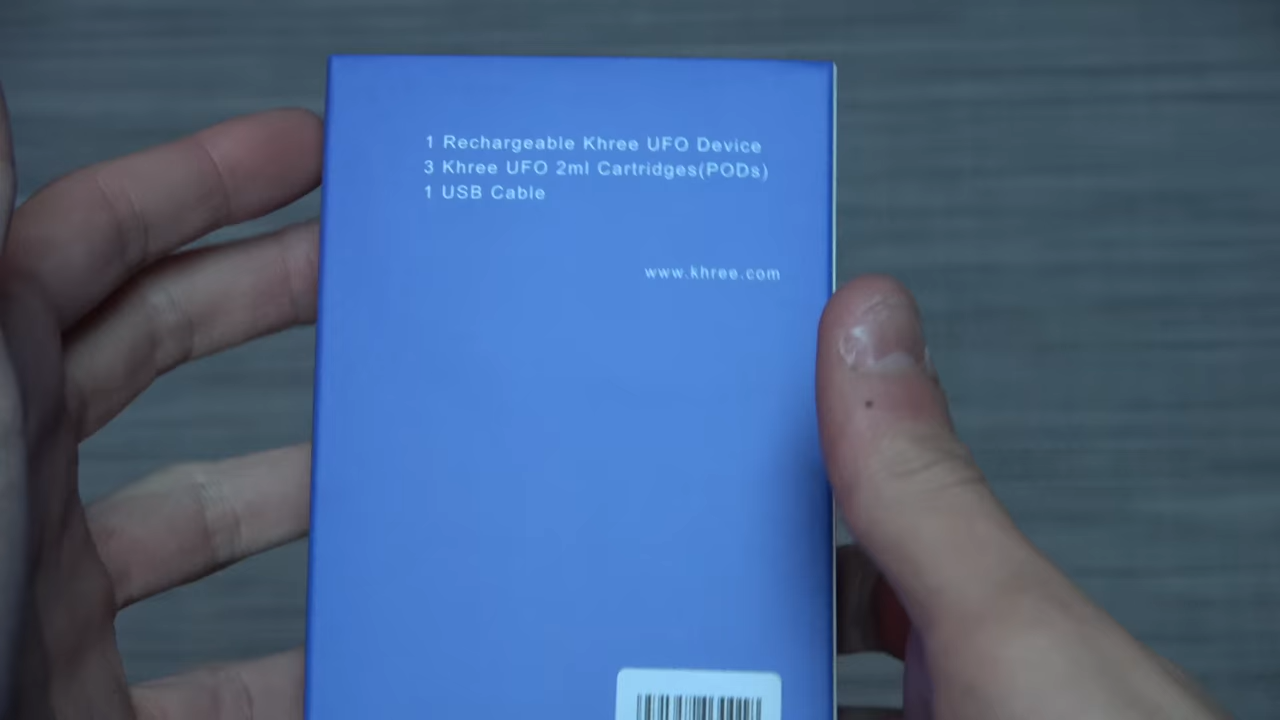 1 Rechargeable Khree UFO Device
3 Khree UFO 2ml Cartridges(PODs)
1 USB Cable
www.khree.com